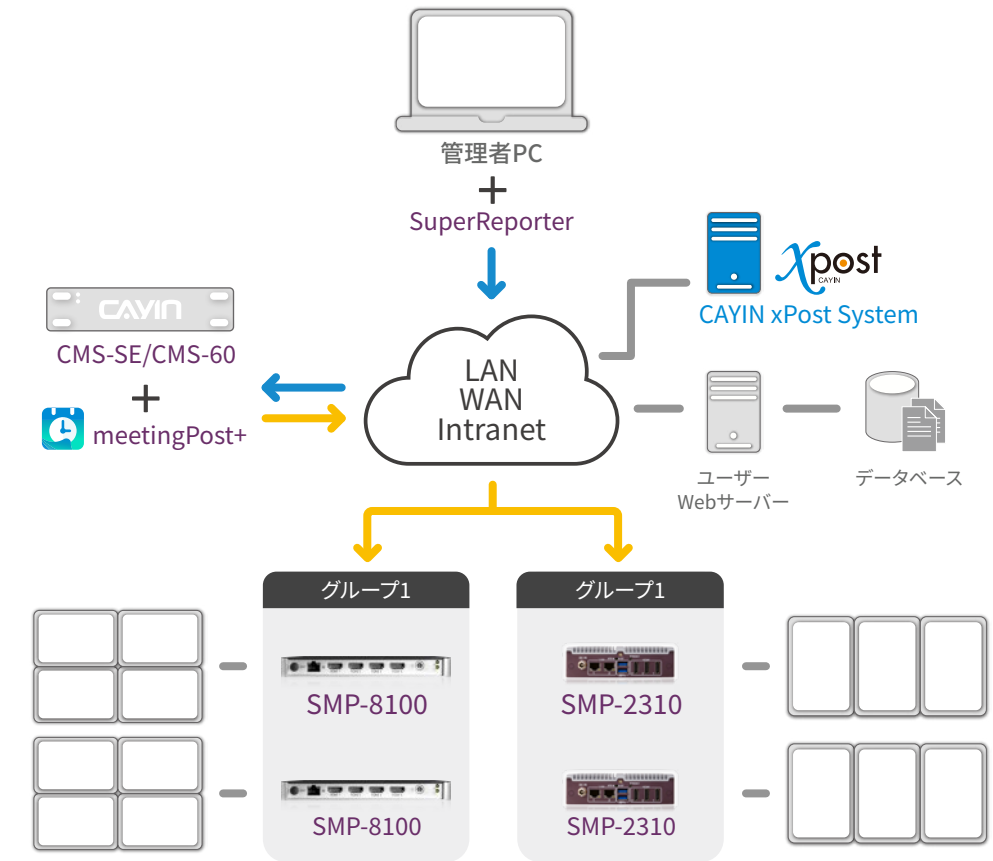 管理者PC
SuperReporter
Xpost
CAYIN
CAYIN xPost System
CAYIN
CMS-SE/CMS-60
meetingPost+
LAN
WAN
Intranet
ユーザー
Webサーバー
データベース
グループ1
SMP-8100
SMP-8100
グループ1
SMP-2310
SMP-2310